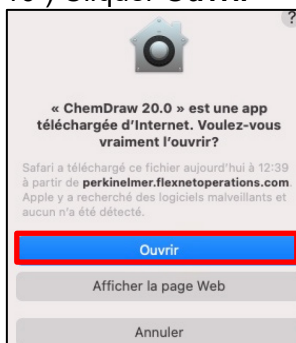 10 ) Cliquer Ouvrir
?
« ChemDraw 20.0 » est une app
téléchargée d'Internet. Voulez-vous
vraiment l'ouvrir?
Safari a téléchargé ce fichier aujourd'hui à 12:39
à partir de perkinelmer.flexnetoperations.com.
Apple y a recherché des logiciels malveillants et
aucun n'a été détecté.
Ouvrir
Afficher la page Web
Annuler